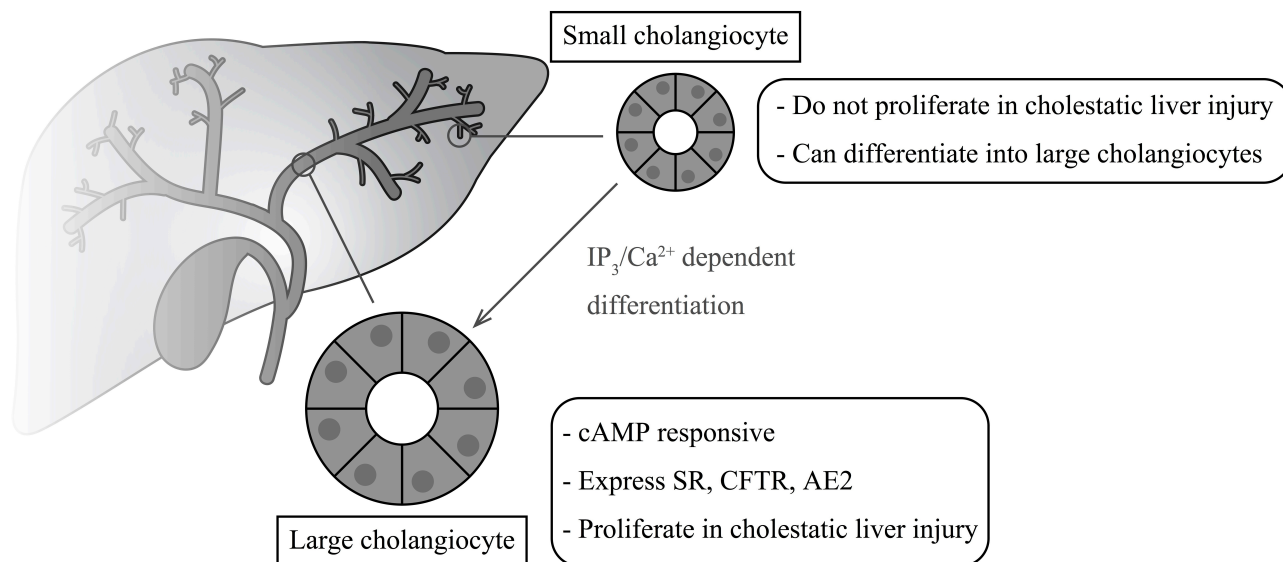 Small cholangiocyte
- Do not proliferate in cholestatic liver injury
- Can differentiate into large cholangiocytes
IP₃/Ca²⁺ dependent
differentiation
- cAMP responsive
- Express SR, CFTR, AE2
- Proliferate in cholestatic liver injury
Large cholangiocyte